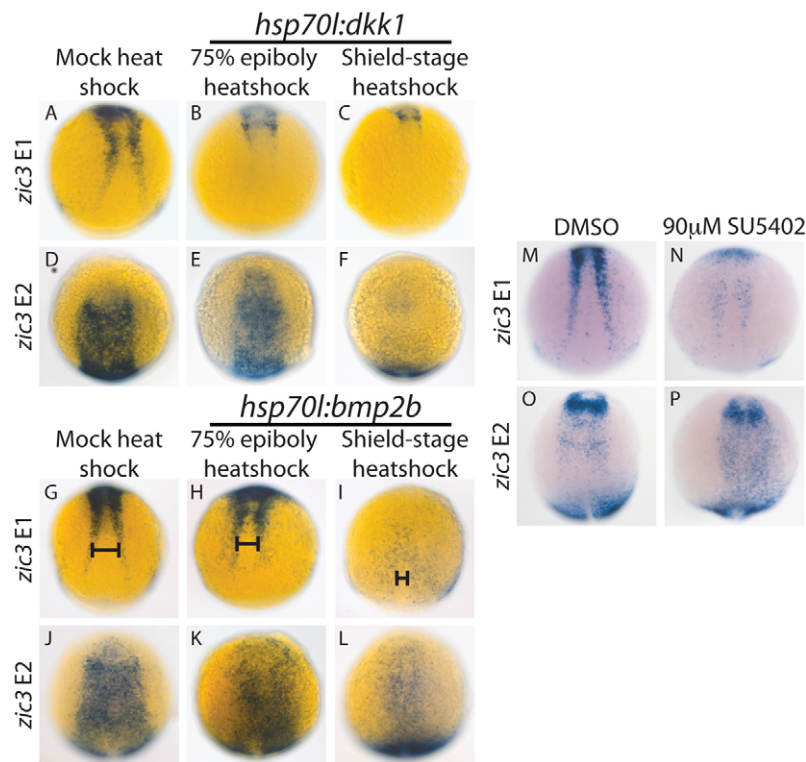 hsp70l:dkk1
Mock heat shock
75% epiboly heatshock
Shield-stage heatshock
zic3 E1
A
B
C
zic3 E2
D
*
E
F
hsp70l:bmp2b
Mock heat shock
75% epiboly heatshock
Shield-stage heatshock
zic3 E1
G
H
I
zic3 E2
J
K
L
DMSO
90µM SU5402
zic3 E1
M
N
zic3 E2
O
P